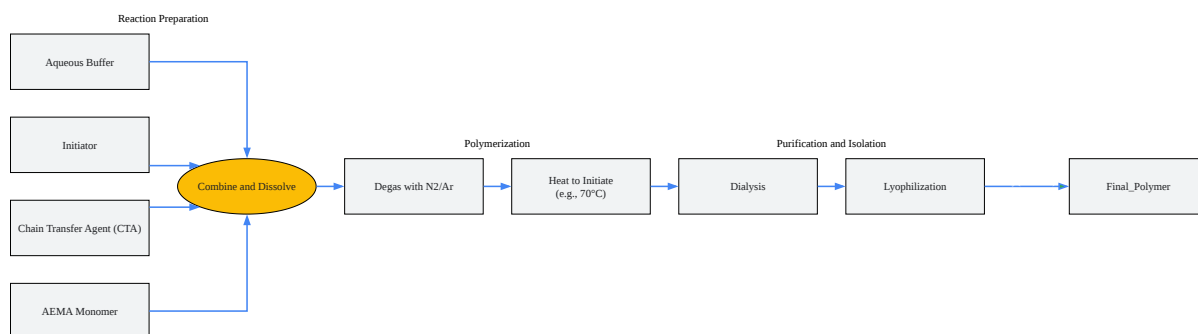 Reaction Preparation
Aqueous Buffer
Initiator
Chain Transfer Agent (CTA)
AEMA Monomer
Combine and Dissolve
Polymerization
Degas with N2/Ar
Heat to Initiate
(e.g., 70°C)
Purification and Isolation
Dialysis
Lyophilization
Final_Polymer